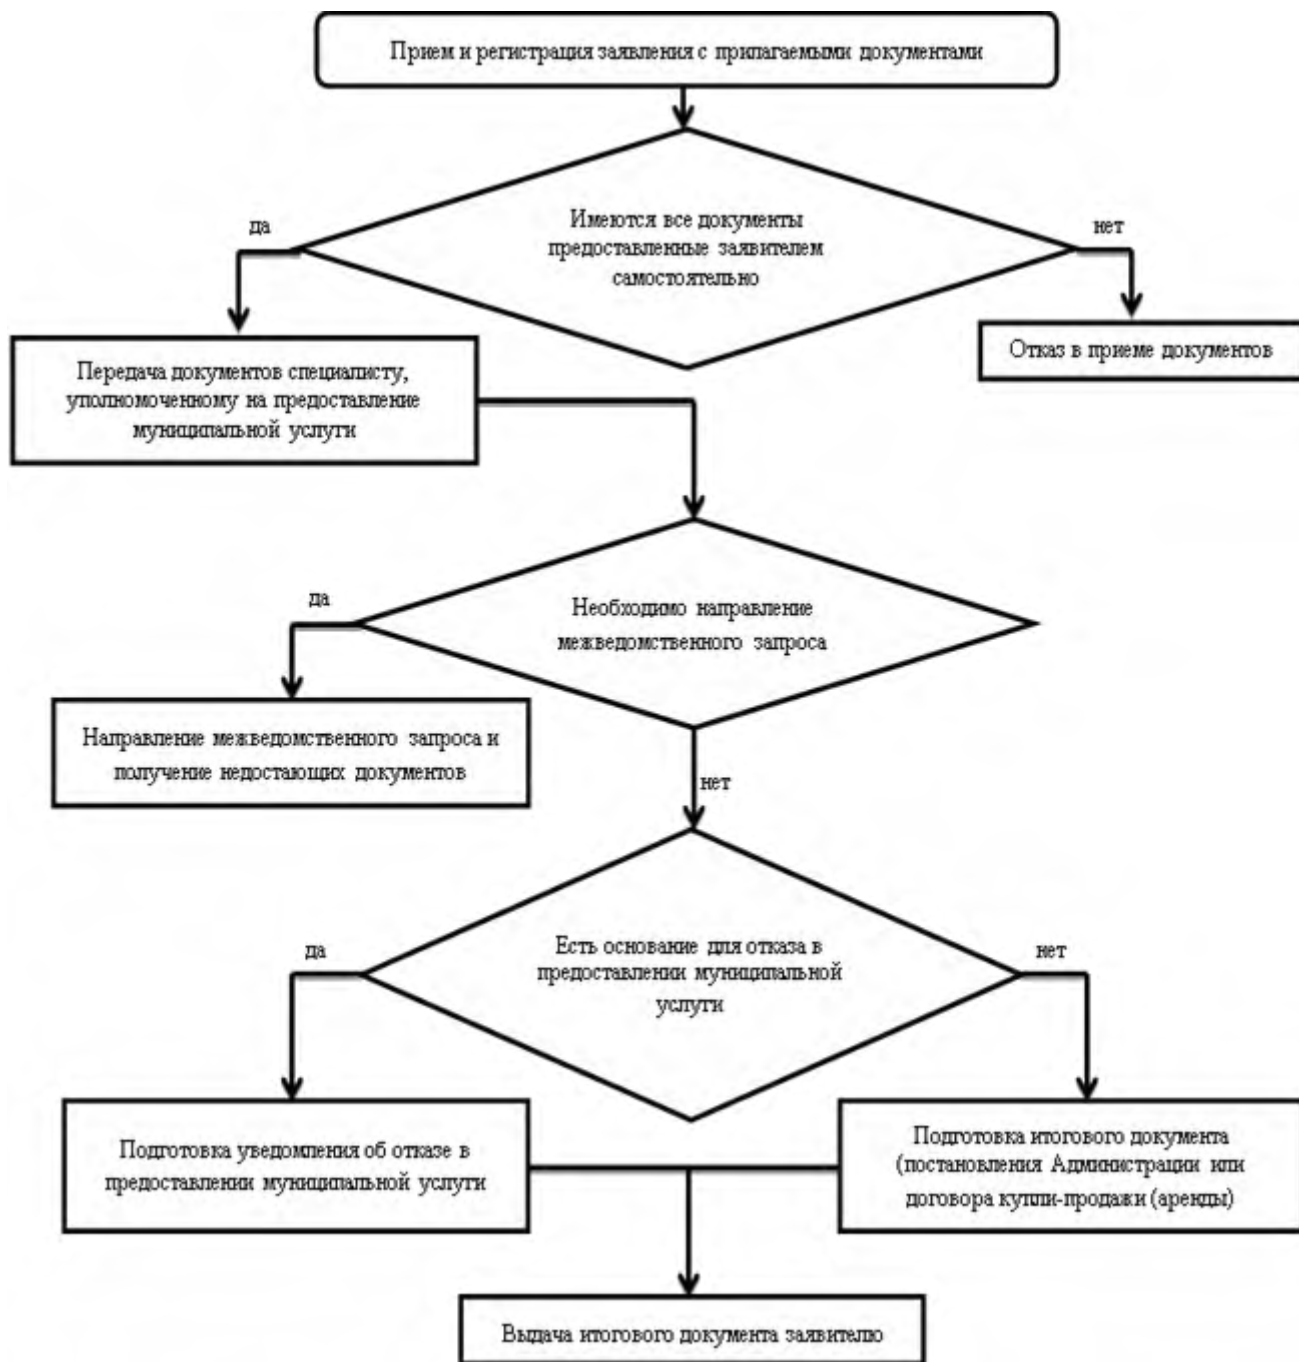 Прием и регистрация заявления с прилагаемыми документами
Имеются все документы
предоставленные заявителем
самостоятельно
да
нет
Передача документов специалисту,
уполномоченному на предоставление
муниципальной услуги
Отказ в приеме документов
Необходимо направление
межведомственного запроса
да
Направление межведомственного запроса и
получение недостающих документов
нет
Есть основание для отказа в
предоставлении муниципальной
услуги
да
нет
Подготовка уведомления об отказе в
предоставлении муниципальной услуги
Подготовка итогового документа
(постановления Администрации или
договора купли-продажи (аренды)
Выдача итогового документа заявителю